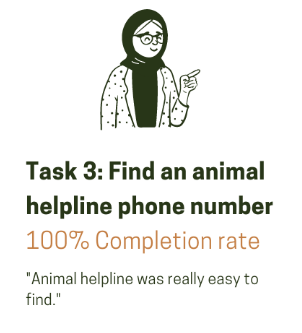 Task 3: Find an animal
helpline phone number
100% Completion rate
"Animal helpline was really easy to
find."